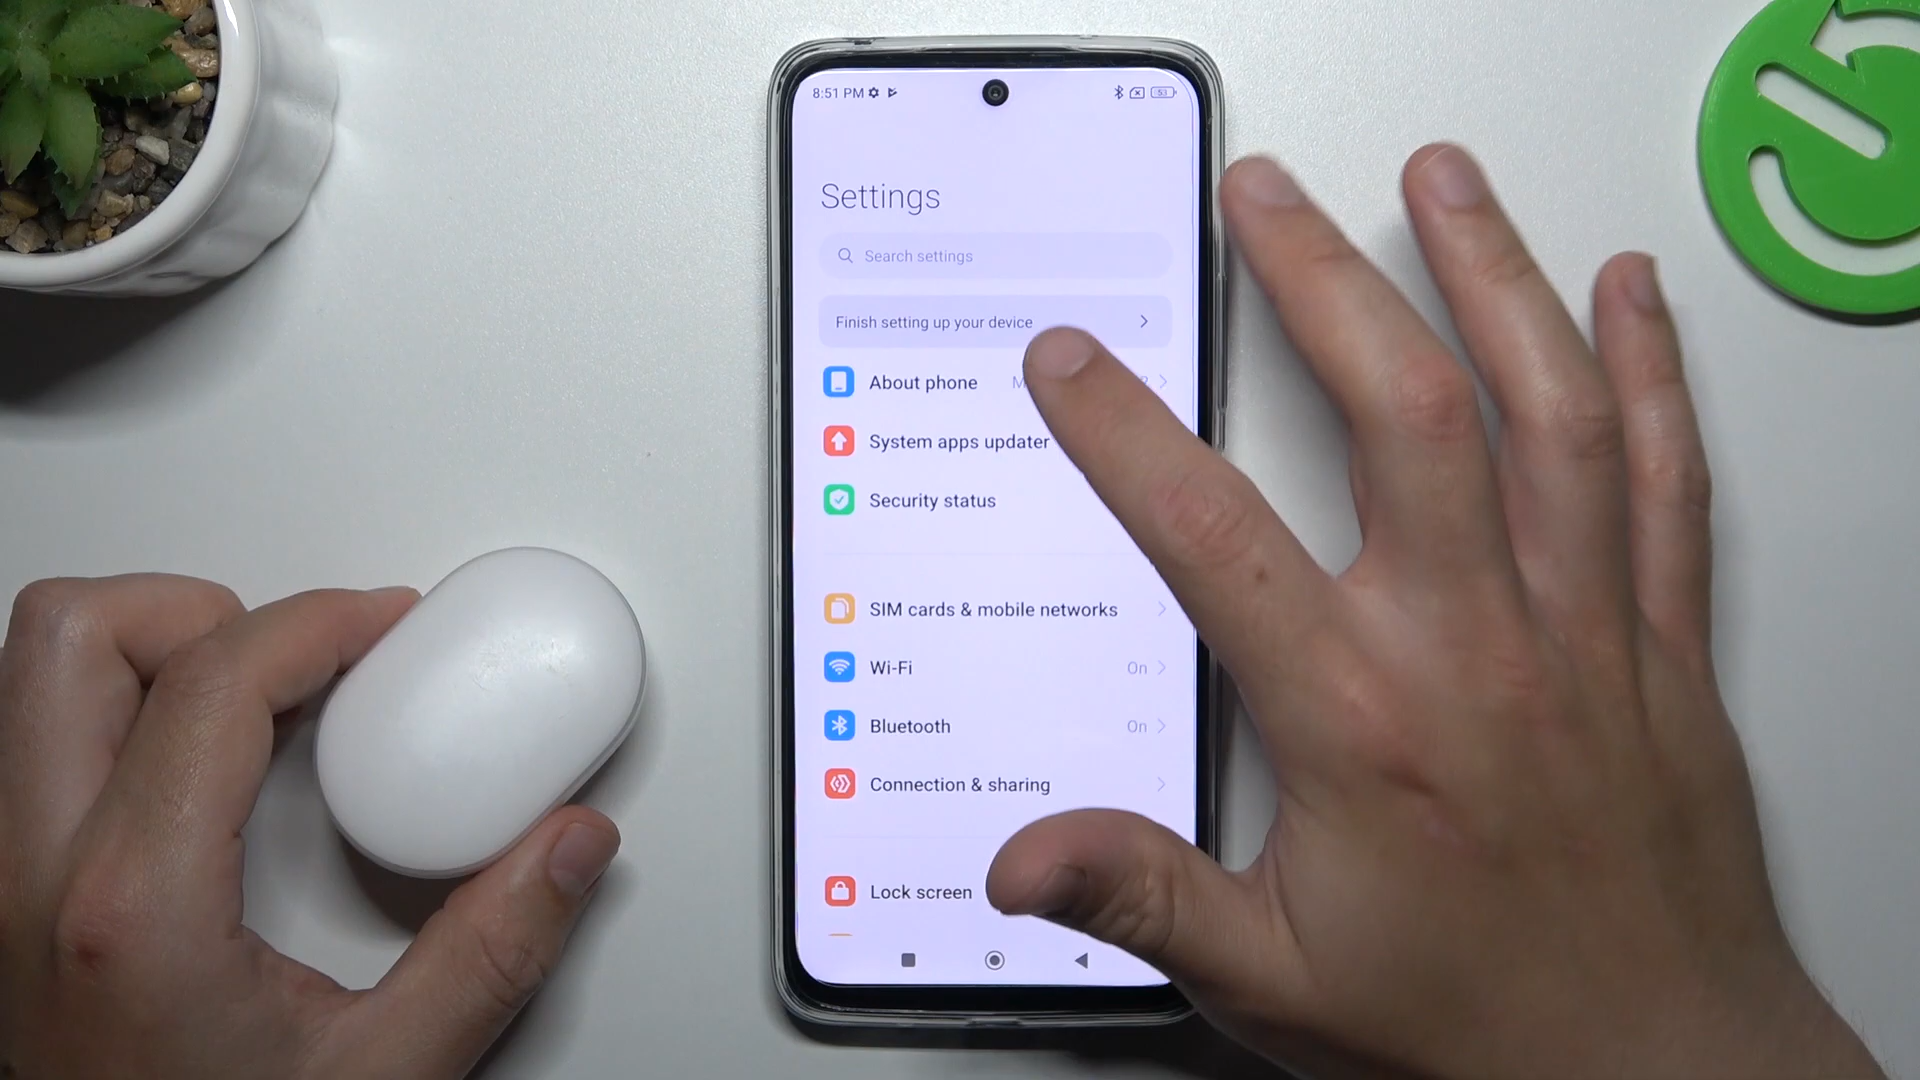 8:51 PM
53
Settings
Search settings
Finish setting up your device
About phone
System apps updater
Security status
SIM cards & mobile networks
Wi-Fi On
Bluetooth On
Connection & sharing
Lock screen